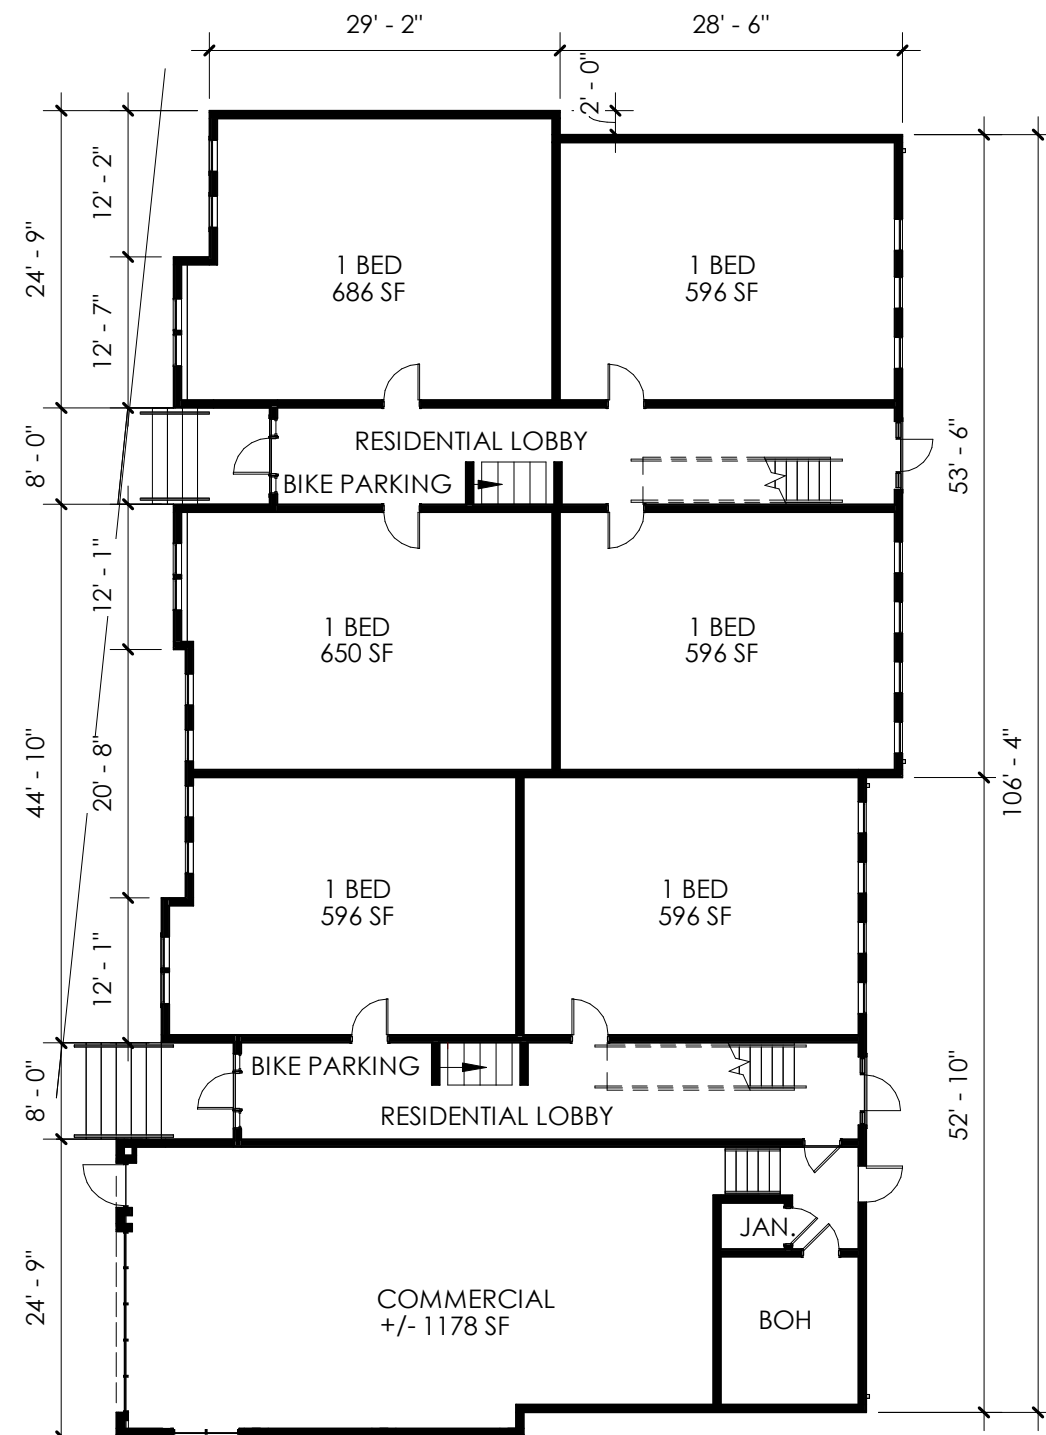 29' - 2"
28' - 6"
2' - 0"
12' - 2"
24' - 9"
12' - 7"
1 BED
686 SF
1 BED
596 SF
8' - 0"
RESIDENTIAL LOBBY
BIKE PARKING
53' - 6"
12' - 1"
1 BED
650 SF
1 BED
596 SF
44' - 10"
20' - 8"
106' - 4"
1 BED
596 SF
1 BED
596 SF
12' - 1"
8' - 0"
BIKE PARKING
RESIDENTIAL LOBBY
52' - 10"
JAN.
24' - 9"
COMMERCIAL
+/- 1178 SF
BOH